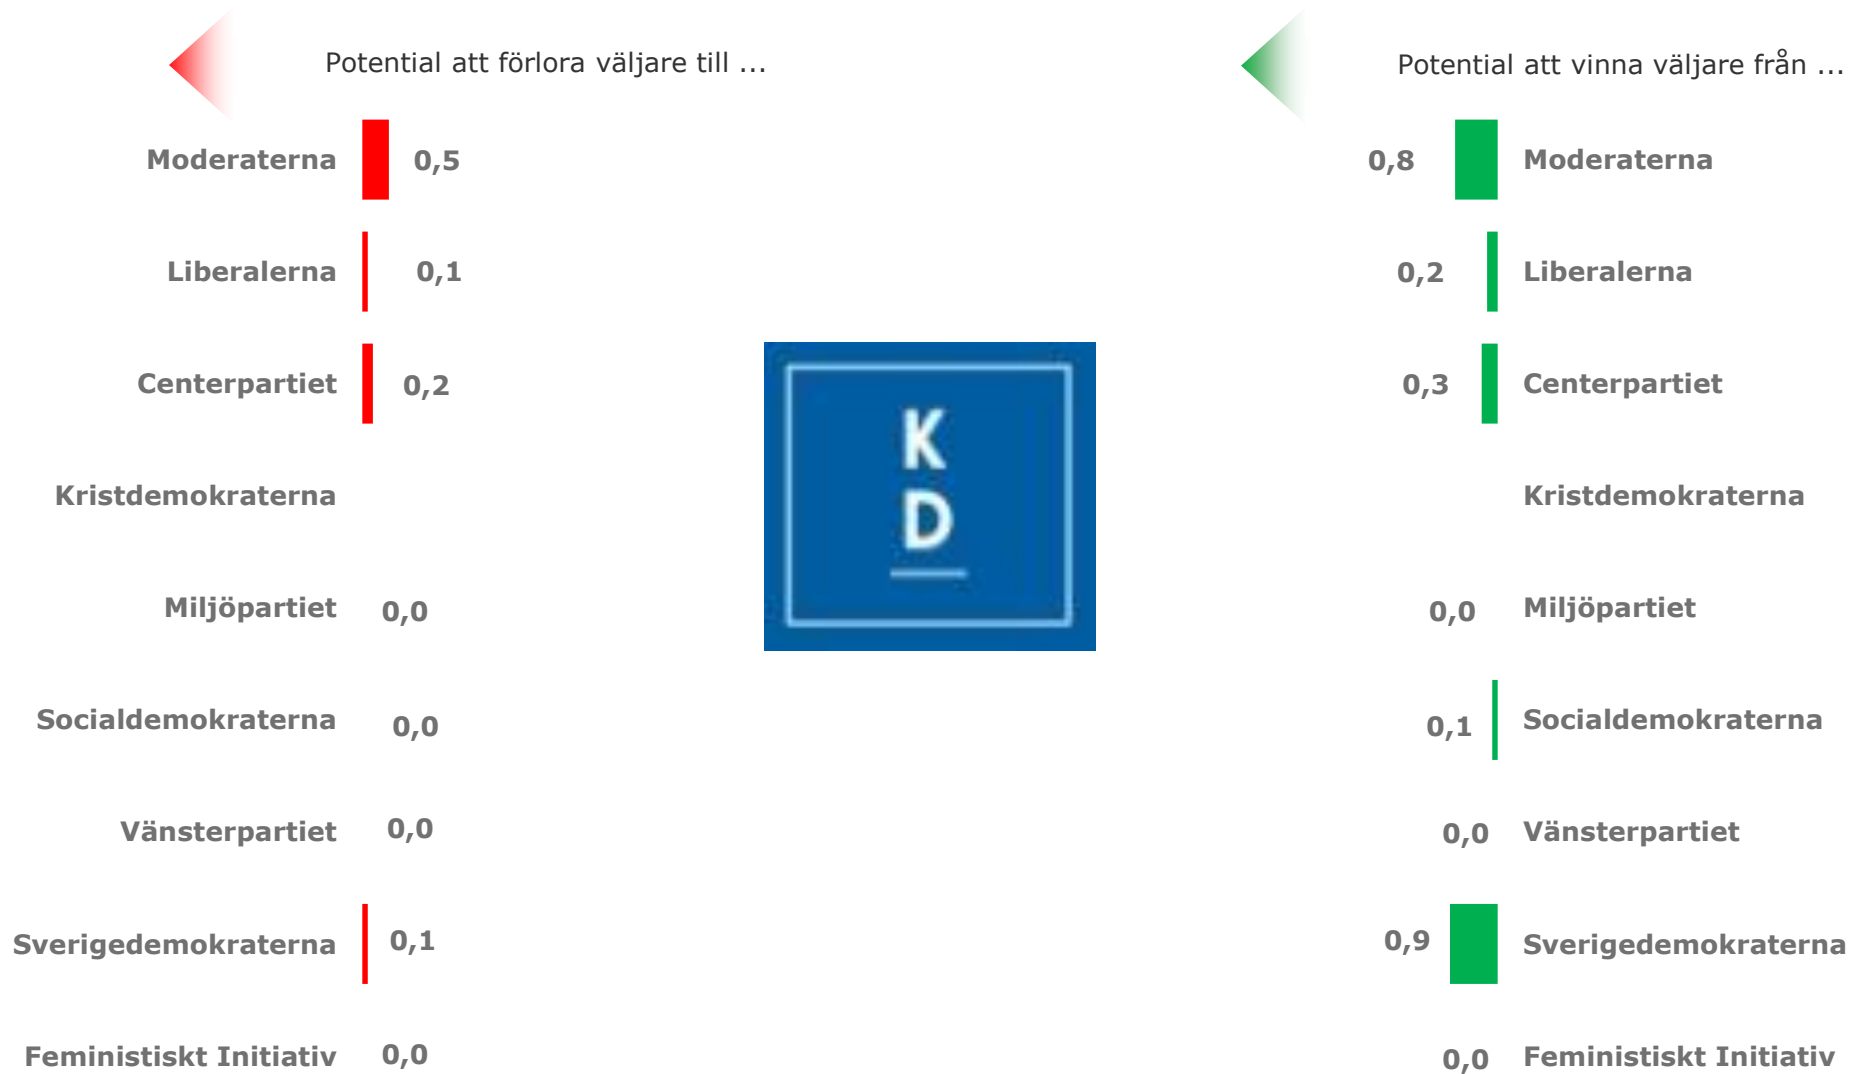 Potential att förlora väljare till ...
Potential att vinna väljare från ...
Moderaterna 0,5
0,8 Moderaterna
Liberalerna 0,1
0,2 Liberalerna
Centerpartiet 0,2
0,3 Centerpartiet
K
D
Kristdemokraterna
Kristdemokraterna
Miljöpartiet 0,0
0,0 Miljöpartiet
Socialdemokraterna 0,0
0,1 Socialdemokraterna
Vänsterpartiet 0,0
0,0 Vänsterpartiet
Sverigedemokraterna 0,1
0,9 Sverigedemokraterna
Feministiskt Initiativ 0,0
0,0 Feministiskt Initiativ